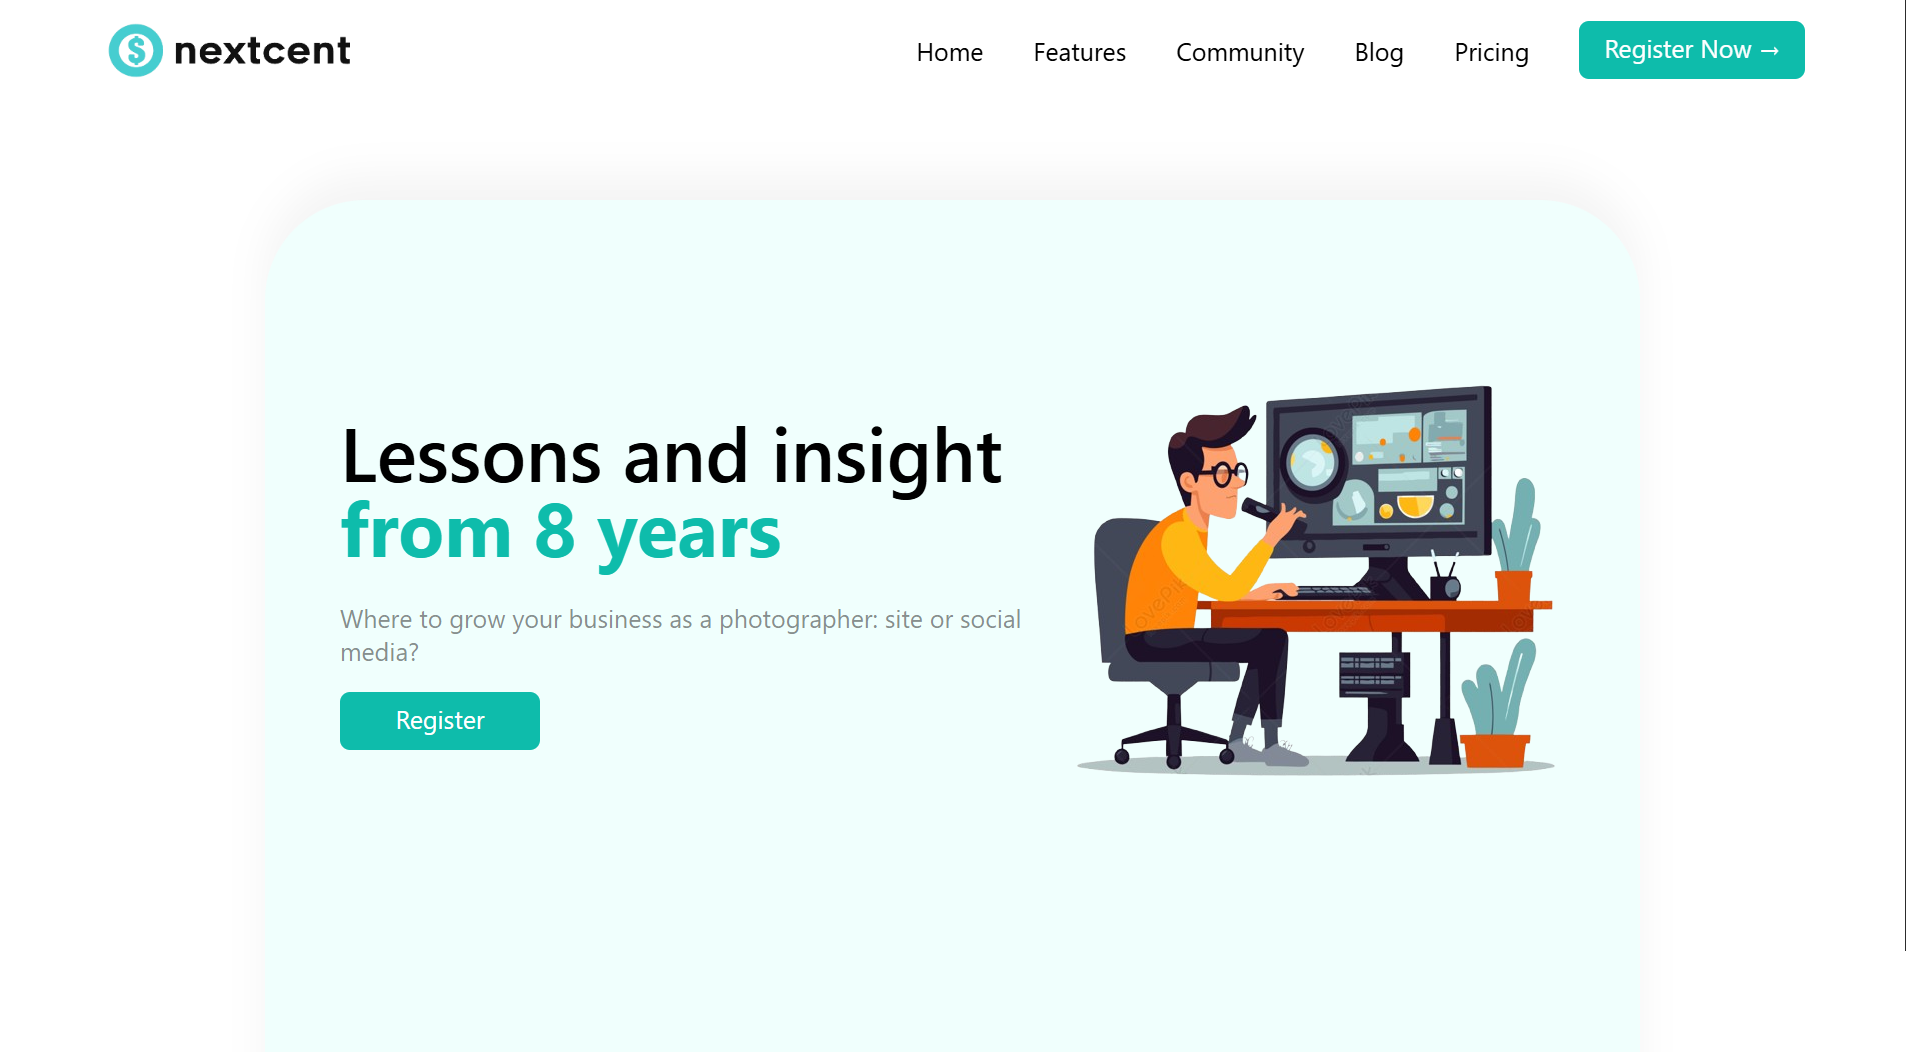 nextcent
Home
Features
Community
Blog
Pricing
Register Now →
Lessons and insight
from 8 years
Where to grow your business as a photographer: site or social
media?
Register